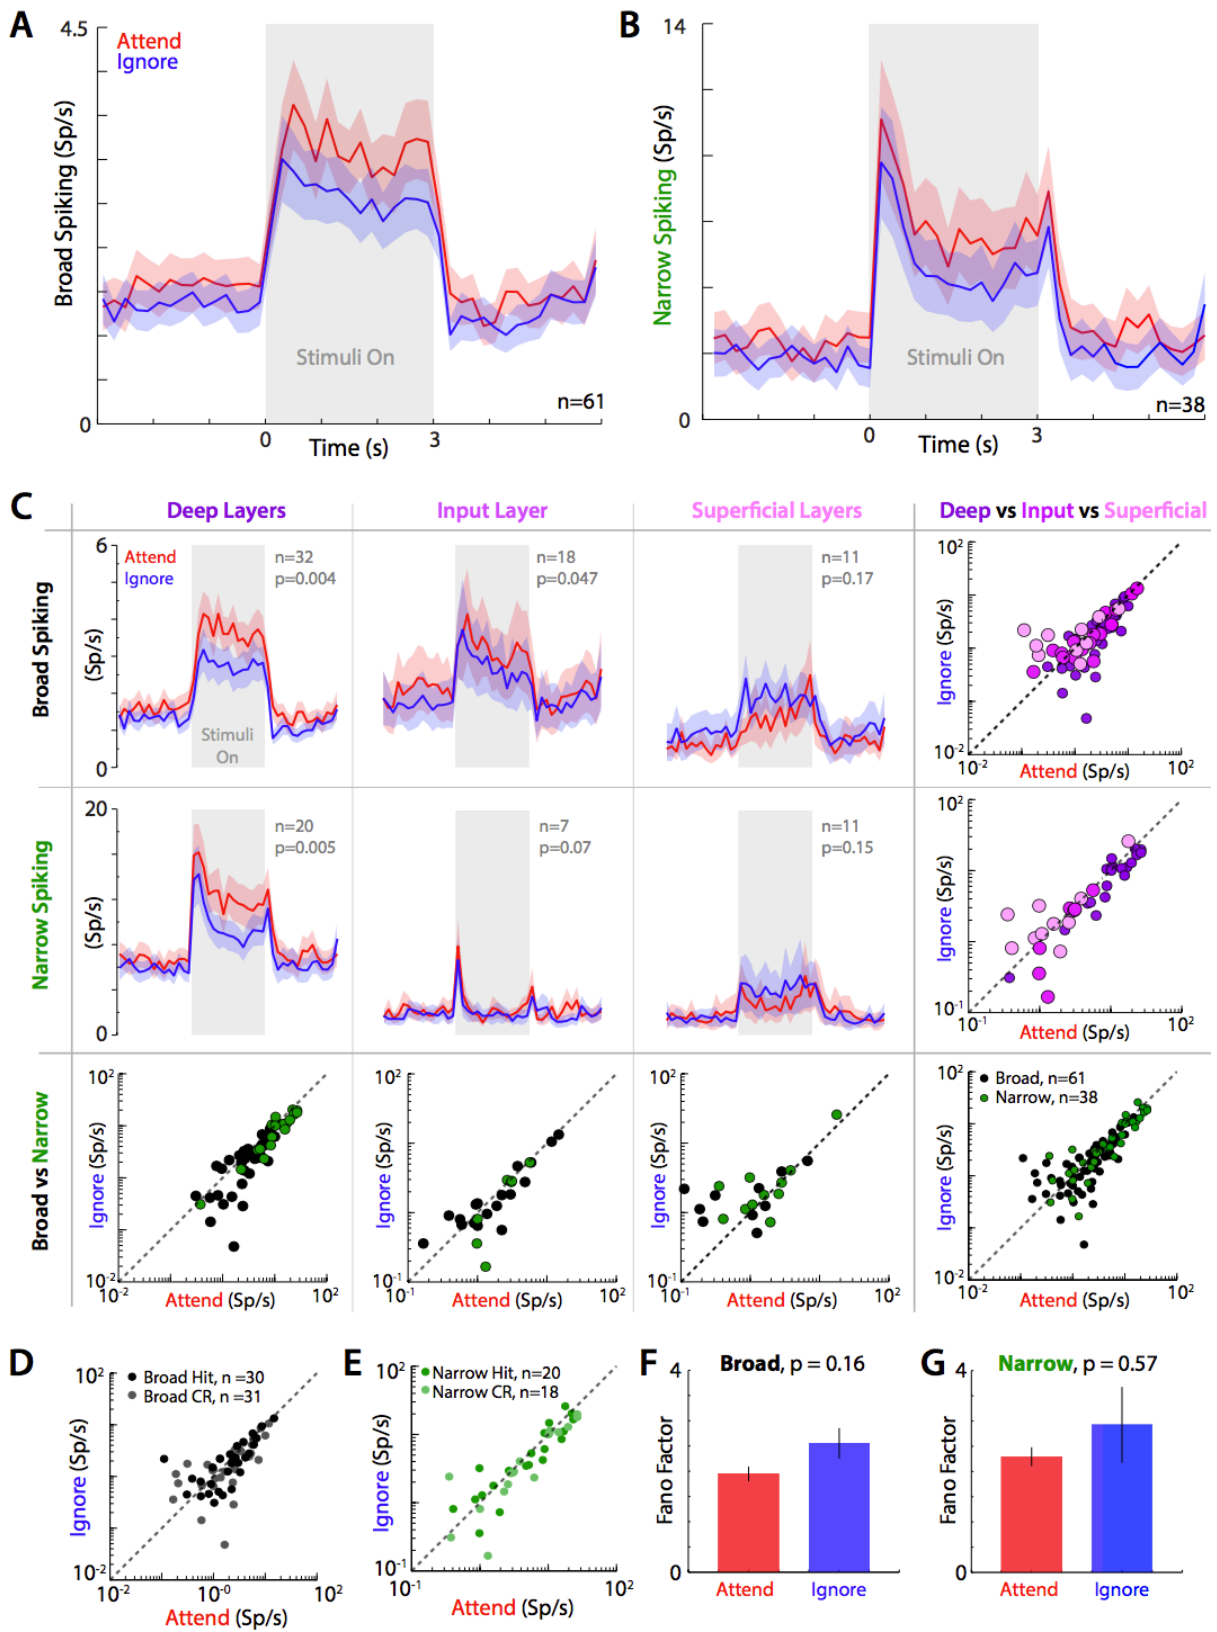 A
4.5
Attend
Ignore
Broad Spiking (Sp/s)
Stimuli On
n=61
0
0
3
Time (s)
B
14
Narrow Spiking (Sp/s)
Stimuli On
n=38
0
0
3
Time (s)
C
Deep Layers
Input Layer
Superficial Layers
Deep vs Input vs Superficial
Broad Spiking
6
Attend
Ignore
n=32
p=0.004
(Sp/s)
Stimuli
On
0
n=18
p=0.047
n=11
p=0.17
10²
Ignore (Sp/s)
10⁻²
10⁻²
10²
Attend (Sp/s)
Narrow Spiking
20
n=20
p=0.005
(Sp/s)
0
n=7
p=0.07
n=11
p=0.15
10²
Ignore (Sp/s)
10⁻¹
10⁻¹
10²
Attend (Sp/s)
Broad vs Narrow
10²
Ignore (Sp/s)
10⁻²
10⁻²
10²
Attend (Sp/s)
10²
Ignore (Sp/s)
10⁻¹
10⁻¹
10²
Attend (Sp/s)
10²
Ignore (Sp/s)
10⁻¹
10⁻¹
10²
Attend (Sp/s)
10²
Broad, n=61
Narrow, n=38
Ignore (Sp/s)
10⁻²
10⁻²
10²
Attend (Sp/s)
D
10²
Broad Hit, n =30
Broad CR, n =31
Ignore (Sp/s)
10⁻²
10⁻²
10⁻⁰
10²
Attend (Sp/s)
E
10²
Narrow Hit, n=20
Narrow CR, n=18
Ignore (Sp/s)
10⁻¹
10⁻¹
10²
Attend (Sp/s)
F
Broad, p = 0.16
4
Fano Factor
0
Attend
Ignore
G
Narrow, p = 0.57
4
Fano Factor
0
Attend
Ignore